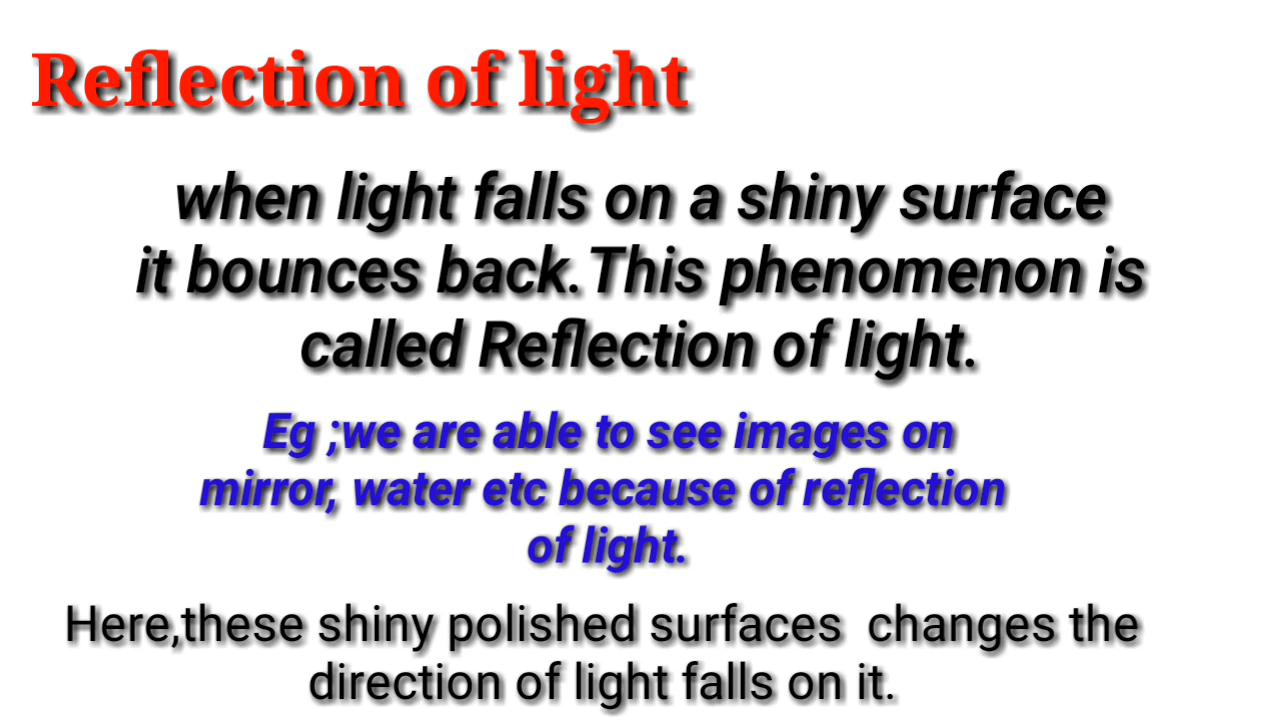 Reflection of light
when light falls on a shiny surface
it bounces back.This phenomenon is
called Reflection of light.
Eg ;we are able to see images on
mirror, water etc because of reflection
of light.
Here,these shiny polished surfaces  changes the
direction of light falls on it.